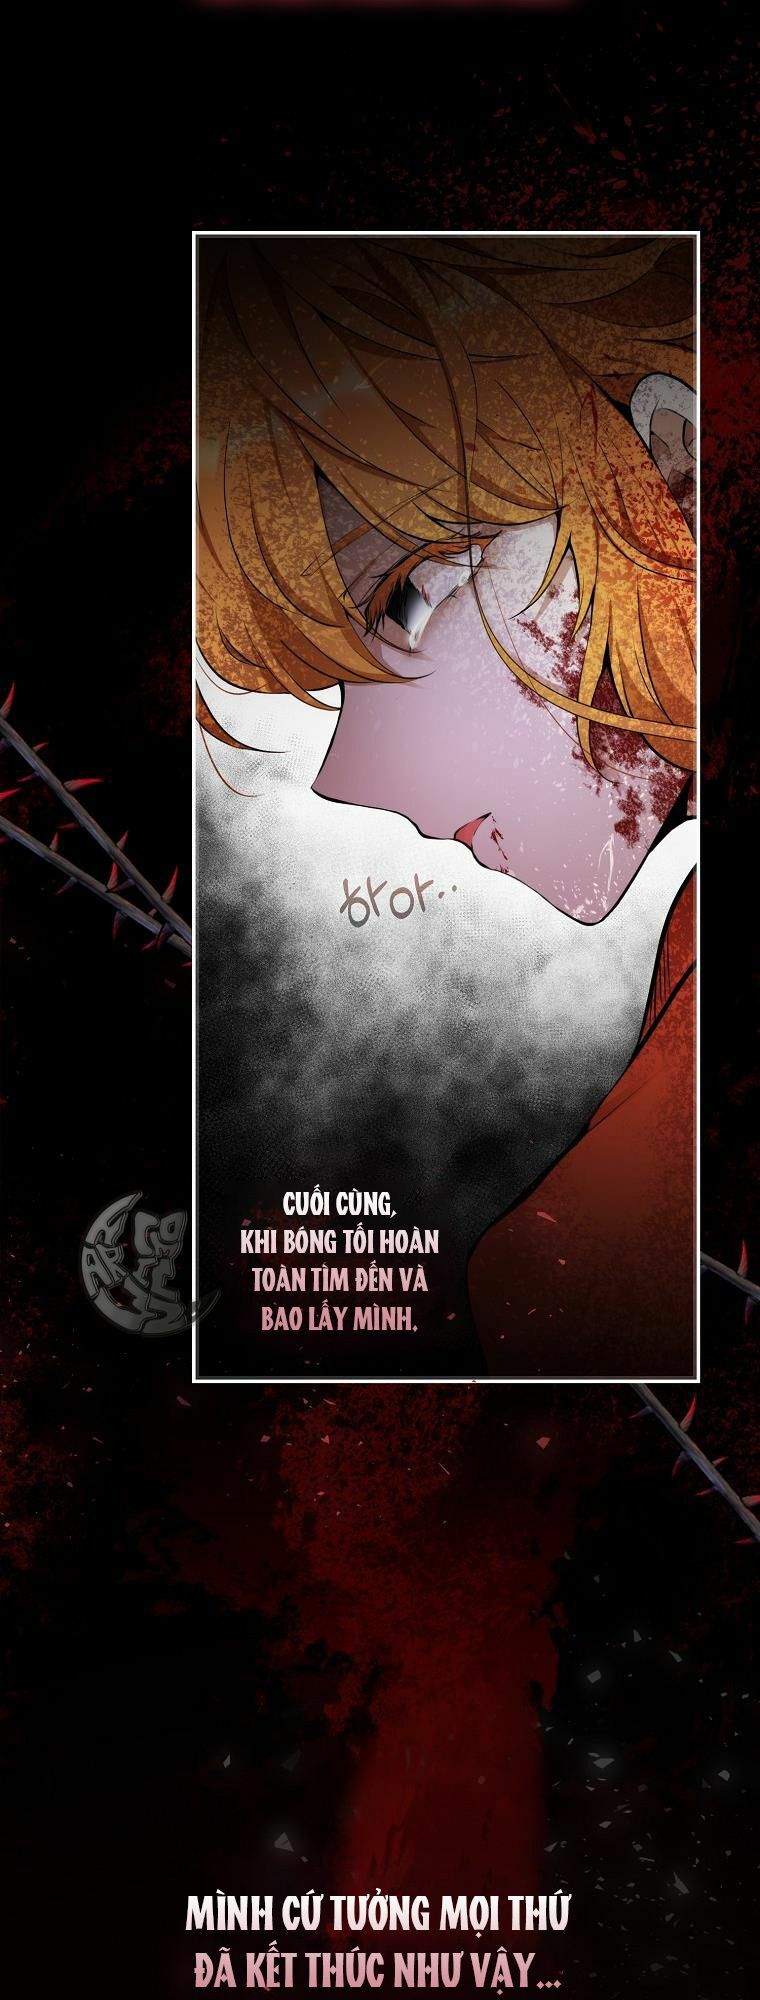 하아..
CUỐI CÙNG,
KHI BÓNG TỐI HOÀN
TOÀN TÌM ĐẾN VÀ
BAO LẤY MÌNH.
MÌNH CỨ TƯỞNG MỌI THỨ
ĐÃ KẾT THÚC NHƯ VẬY...